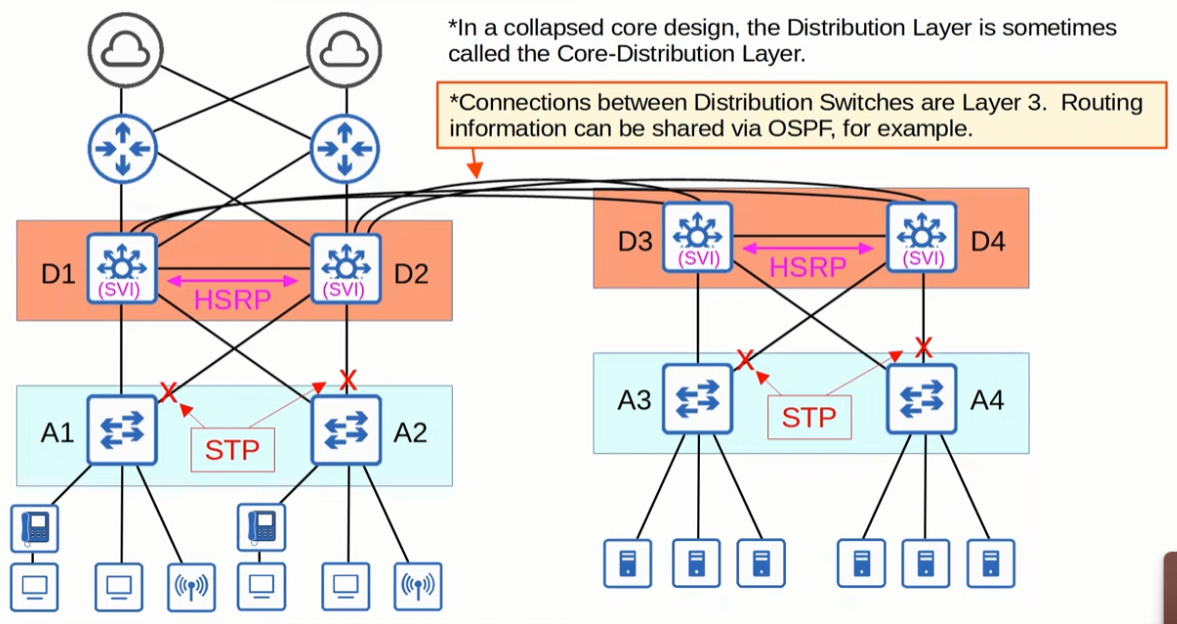 *In a collapsed core design, the Distribution Layer is sometimes
called the Core-Distribution Layer.
*Connections between Distribution Switches are Layer 3.  Routing
information can be shared via OSPF, for example.
D1
(SVI)
HSRP
(SVI)
D2
D3
(SVI)
HSRP
(SVI)
D4
X
X
A1
STP
A2
X
X
A3
STP
A4